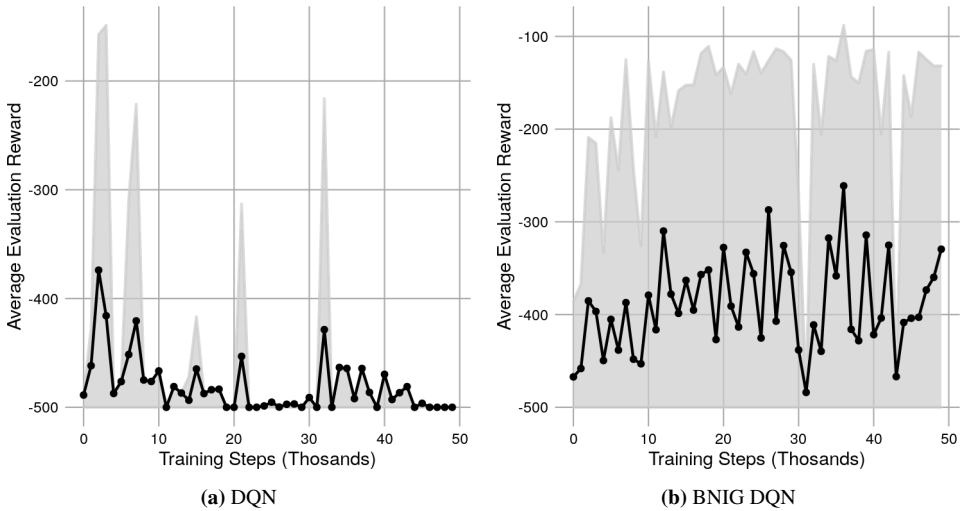 Average Evaluation Reward
-200
-300
-400
-500
0 10 20 30 40 50
Training Steps (Thosands)
(a) DQN
Average Evaluation Reward
-100
-200
-300
-400
-500
0 10 20 30 40 50
Training Steps (Thosands)
(b) BNIG DQN